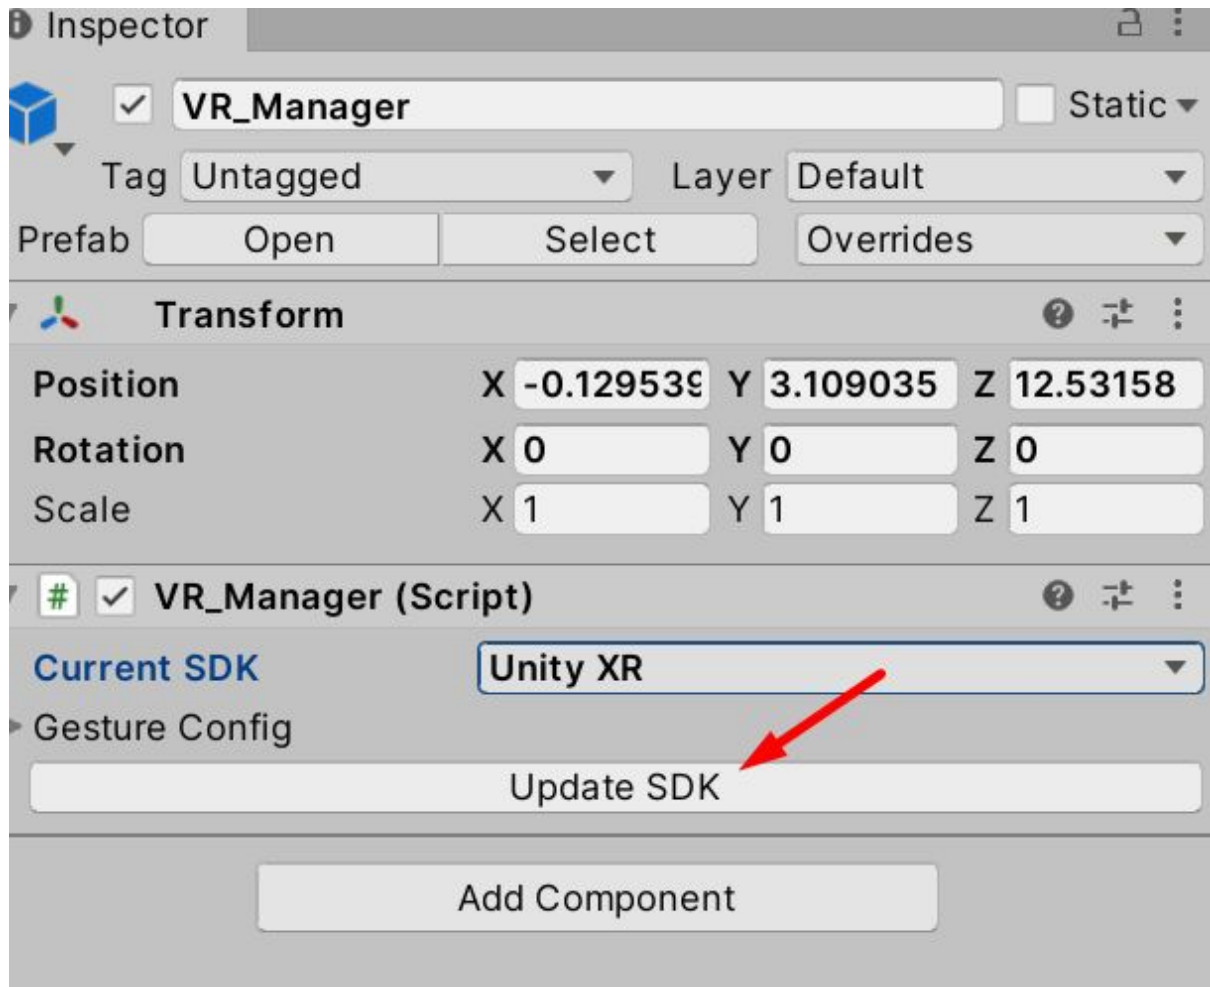 Inspector
VR_Manager Static
Tag Untagged Layer Default
Prefab Open Select Overrides
Transform
Position X -0.129539 Y 3.109035 Z 12.53158
Rotation X 0 Y 0 Z 0
Scale X 1 Y 1 Z 1
# VR_Manager (Script)
Current SDK Unity XR
Gesture Config
Update SDK
Add Component